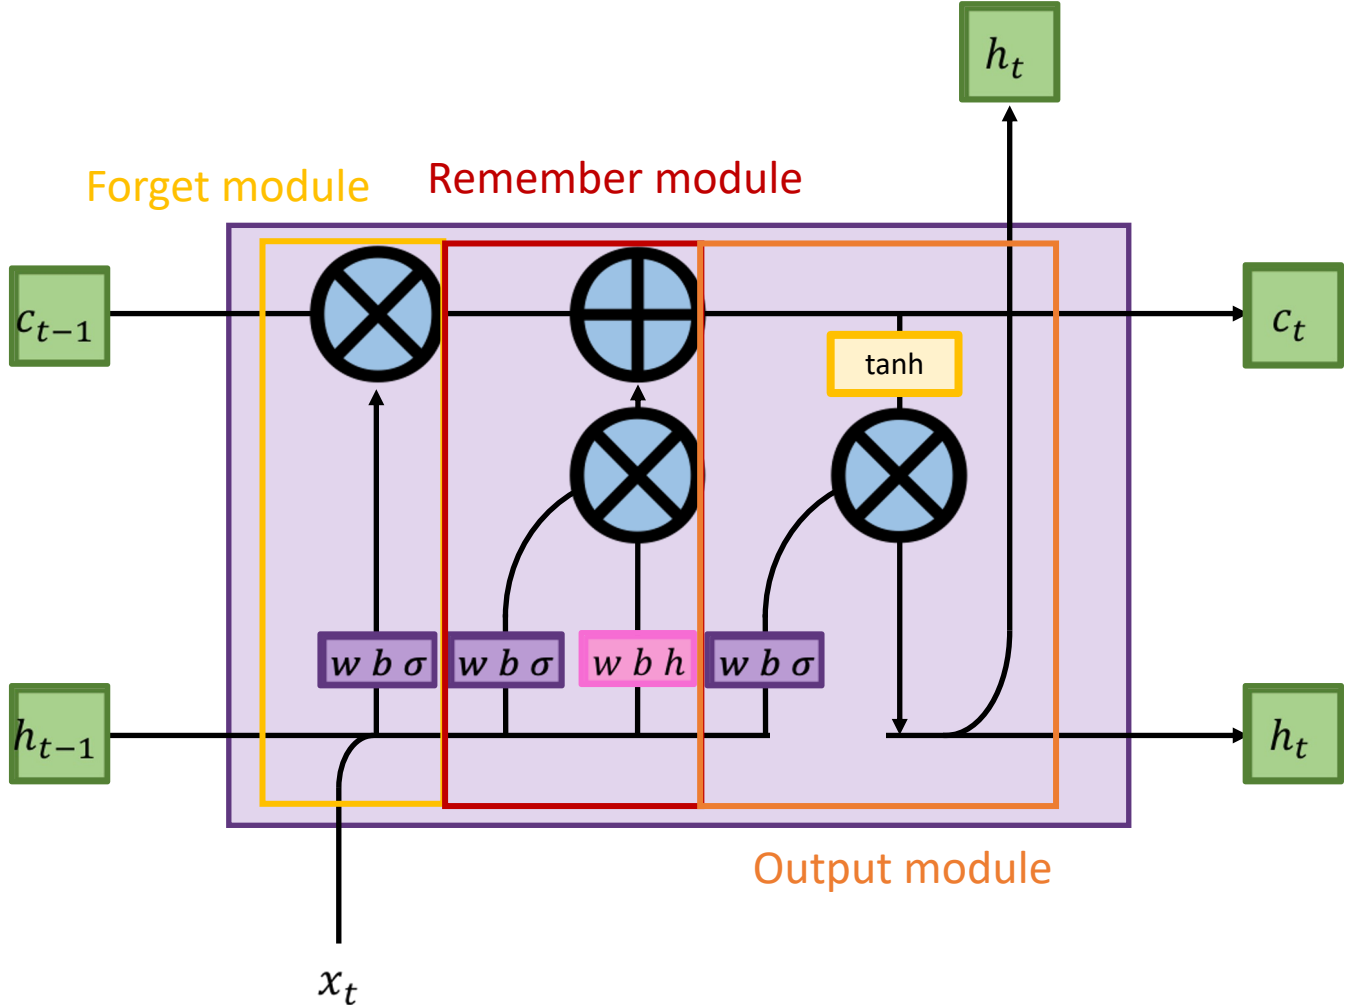 h_t
Remember module
Forget module
c_{t-1}
c_t
tanh
w b σ
w b σ
w b h
w b σ
h_{t-1}
h_t
Output module
x_t